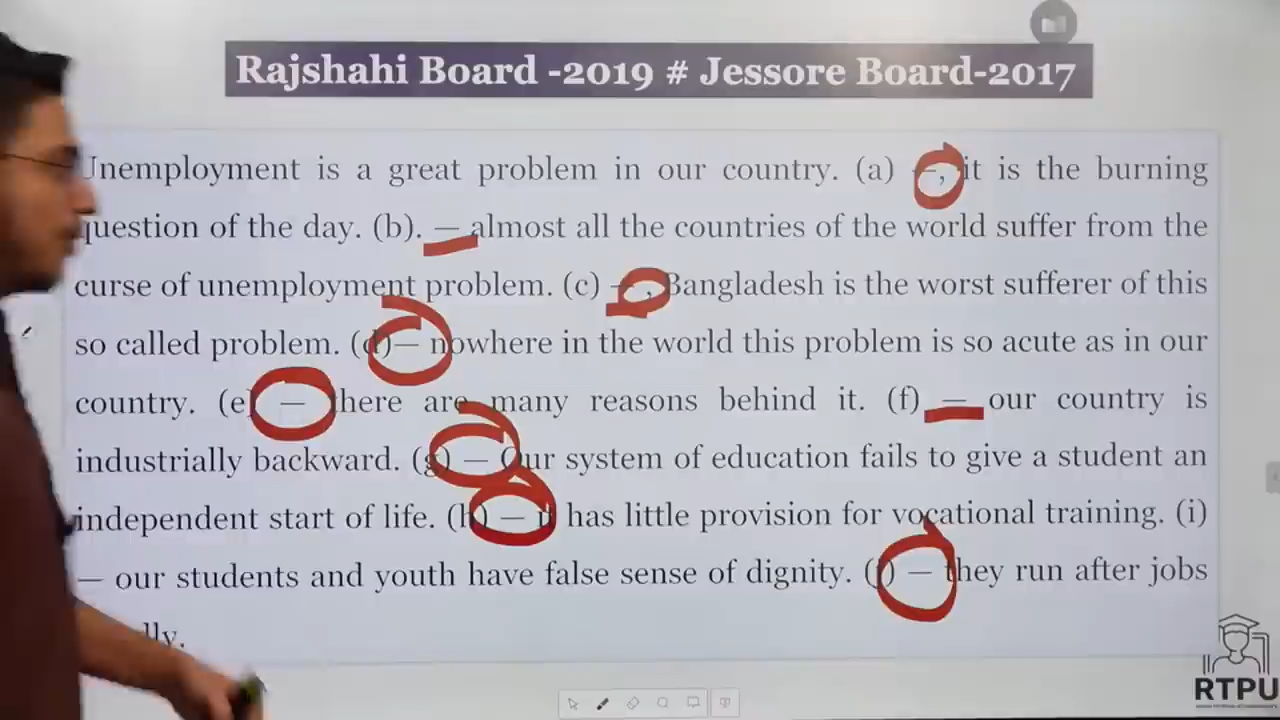 Rajshahi Board -2019 # Jessore Board-2017
Unemployment is a great problem in our country. (a) —, it is the burning
question of the day. (b). — almost all the countries of the world suffer from the
curse of unemployment problem. (c) — , Bangladesh is the worst sufferer of this
so called problem. (d) — nowhere in the world this problem is so acute as in our
country. (e) — there are many reasons behind it. (f) — our country is
industrially backward. (g) — Our system of education fails to give a student an
independent start of life. (h) — it has little provision for vocational training. (i)
— our students and youth have false sense of dignity. (j) — they run after jobs
lly.
RTPU